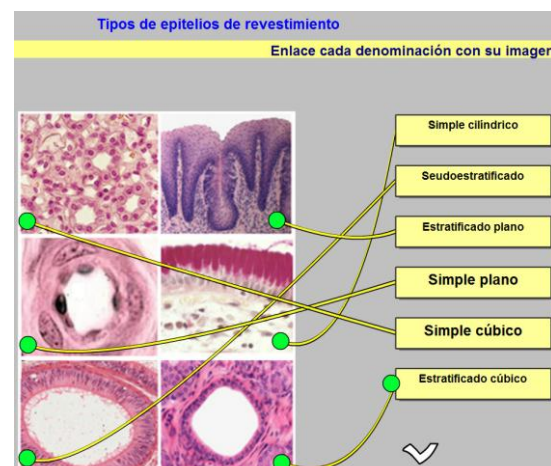 Tipos de epitelios de revestimiento
Enlace cada denominación con su imagen
Simple cilíndrico
Seudoestratificado
Estratificado plano
Simple plano
Simple cúbico
Estratificado cúbico